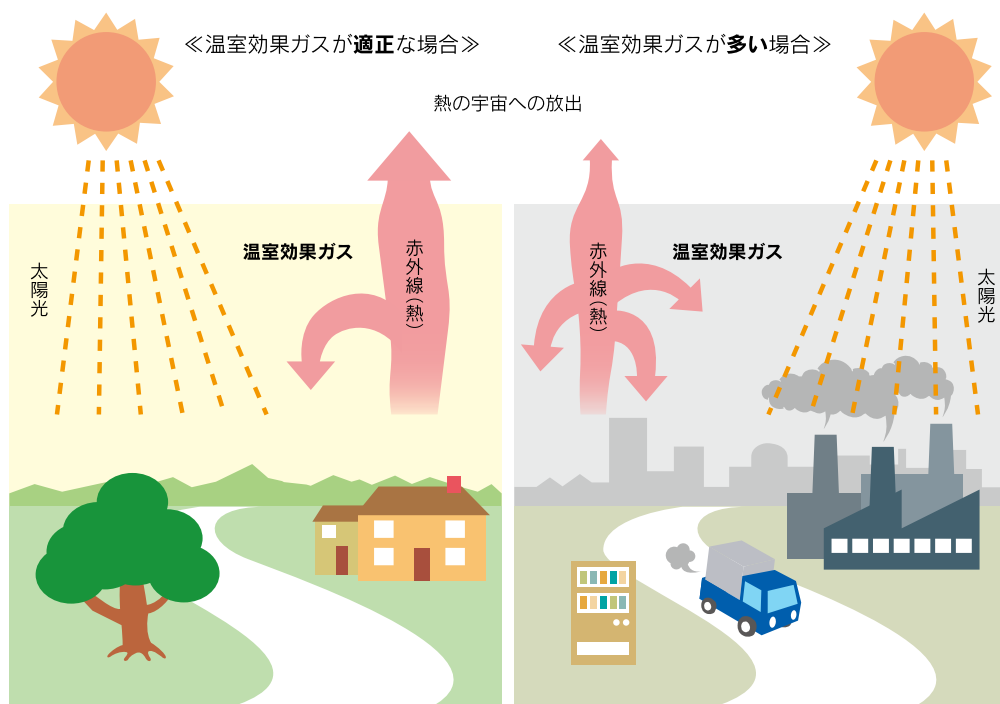 ≪温室効果ガスが適正な場合≫
≪温室効果ガスが多い場合≫
熱の宇宙への放出
太陽光
温室効果ガス
赤外線(熱)
赤外線(熱)
温室効果ガス
太陽光